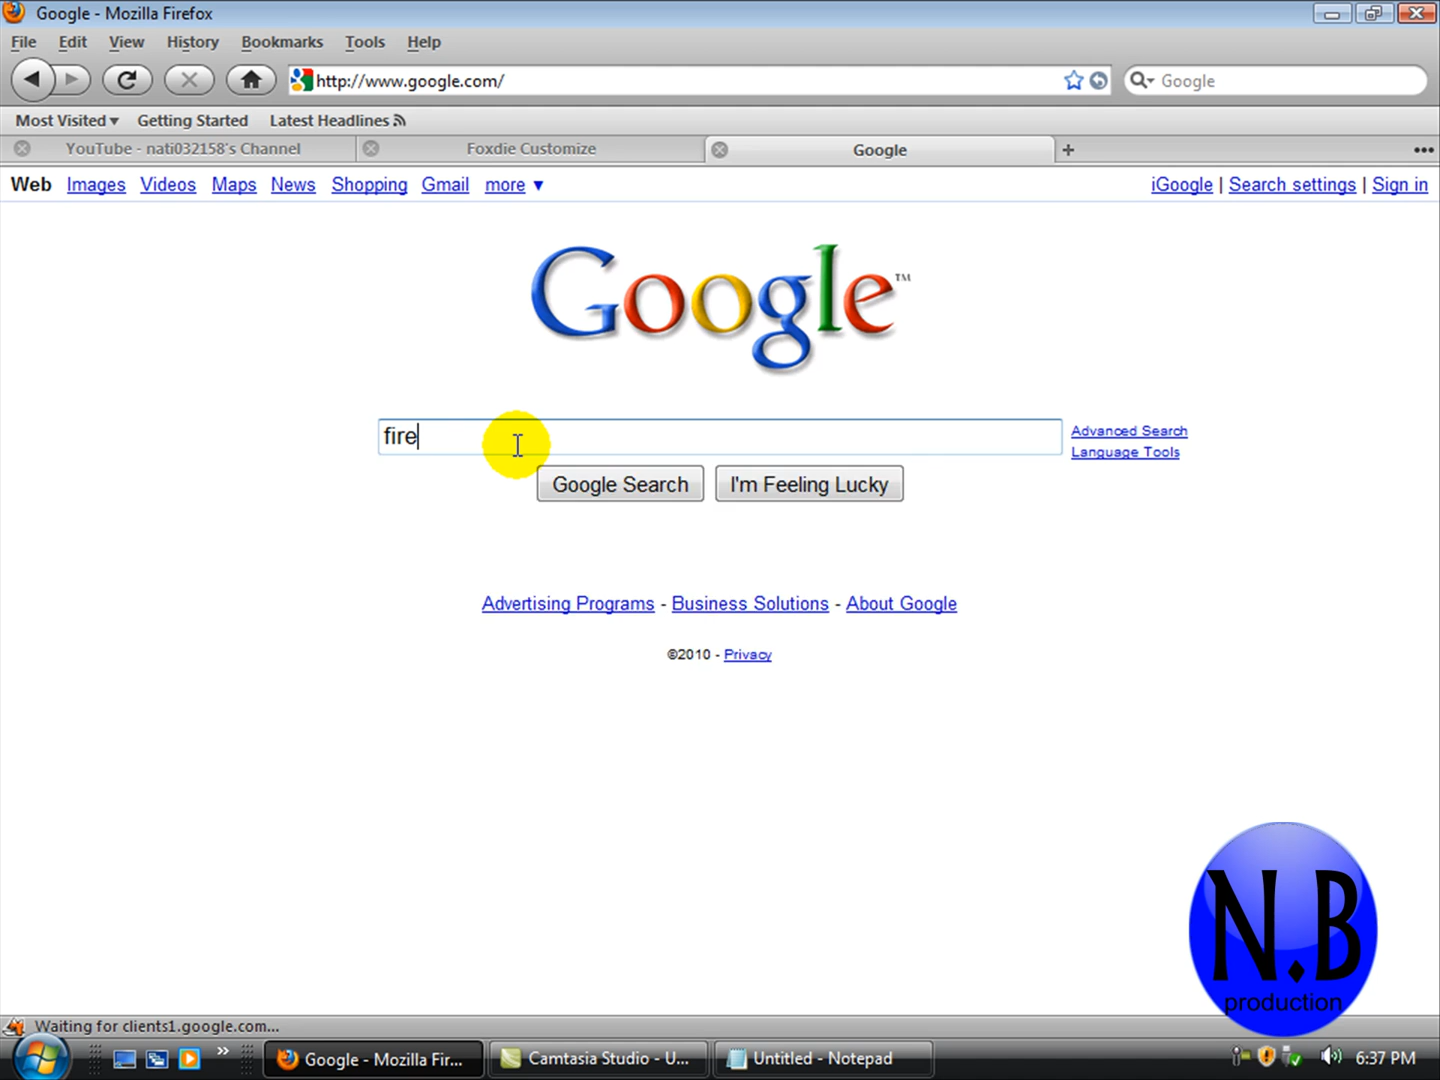 Google - Mozilla Firefox
File Edit View History Bookmarks Tools Help
http://www.google.com/ Google
Most Visited Getting Started Latest Headlines
YouTube - nati032158's Channel Foxdie Customize Google
Web Images Videos Maps News Shopping Gmail more ▼ iGoogle | Search settings | Sign in
Google™
fire
Advanced Search
Language Tools
Google Search I'm Feeling Lucky
Advertising Programs - Business Solutions - About Google
©2010 - Privacy
N.B
production
Waiting for clients1.google.com...
Google - Mozilla Fir... Camtasia Studio - U... Untitled - Notepad 6:37 PM